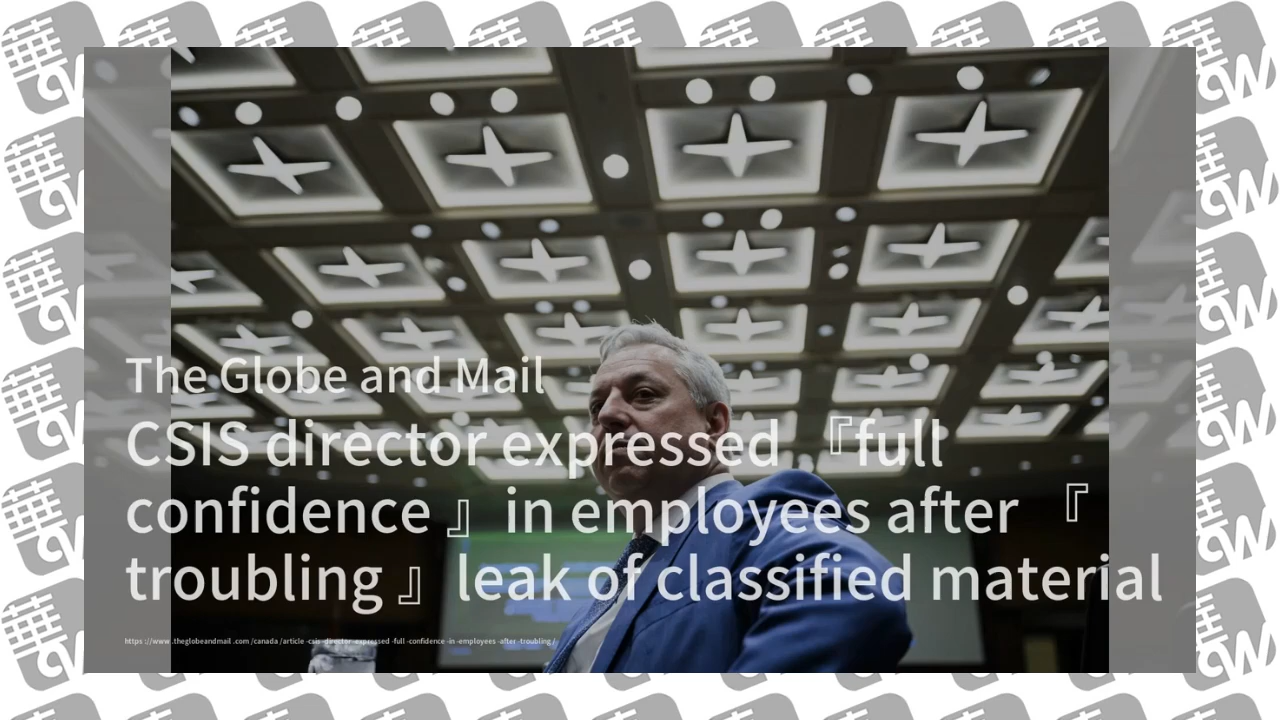 The Globe and Mail
CSIS director expressed 『full
confidence 』 in employees after 『
troubling 』 leak of classified material
https ://www .theglobeandmail .com /canada /article -csis -director -expressed -full -confidence -in -employees -after -troubling /
華